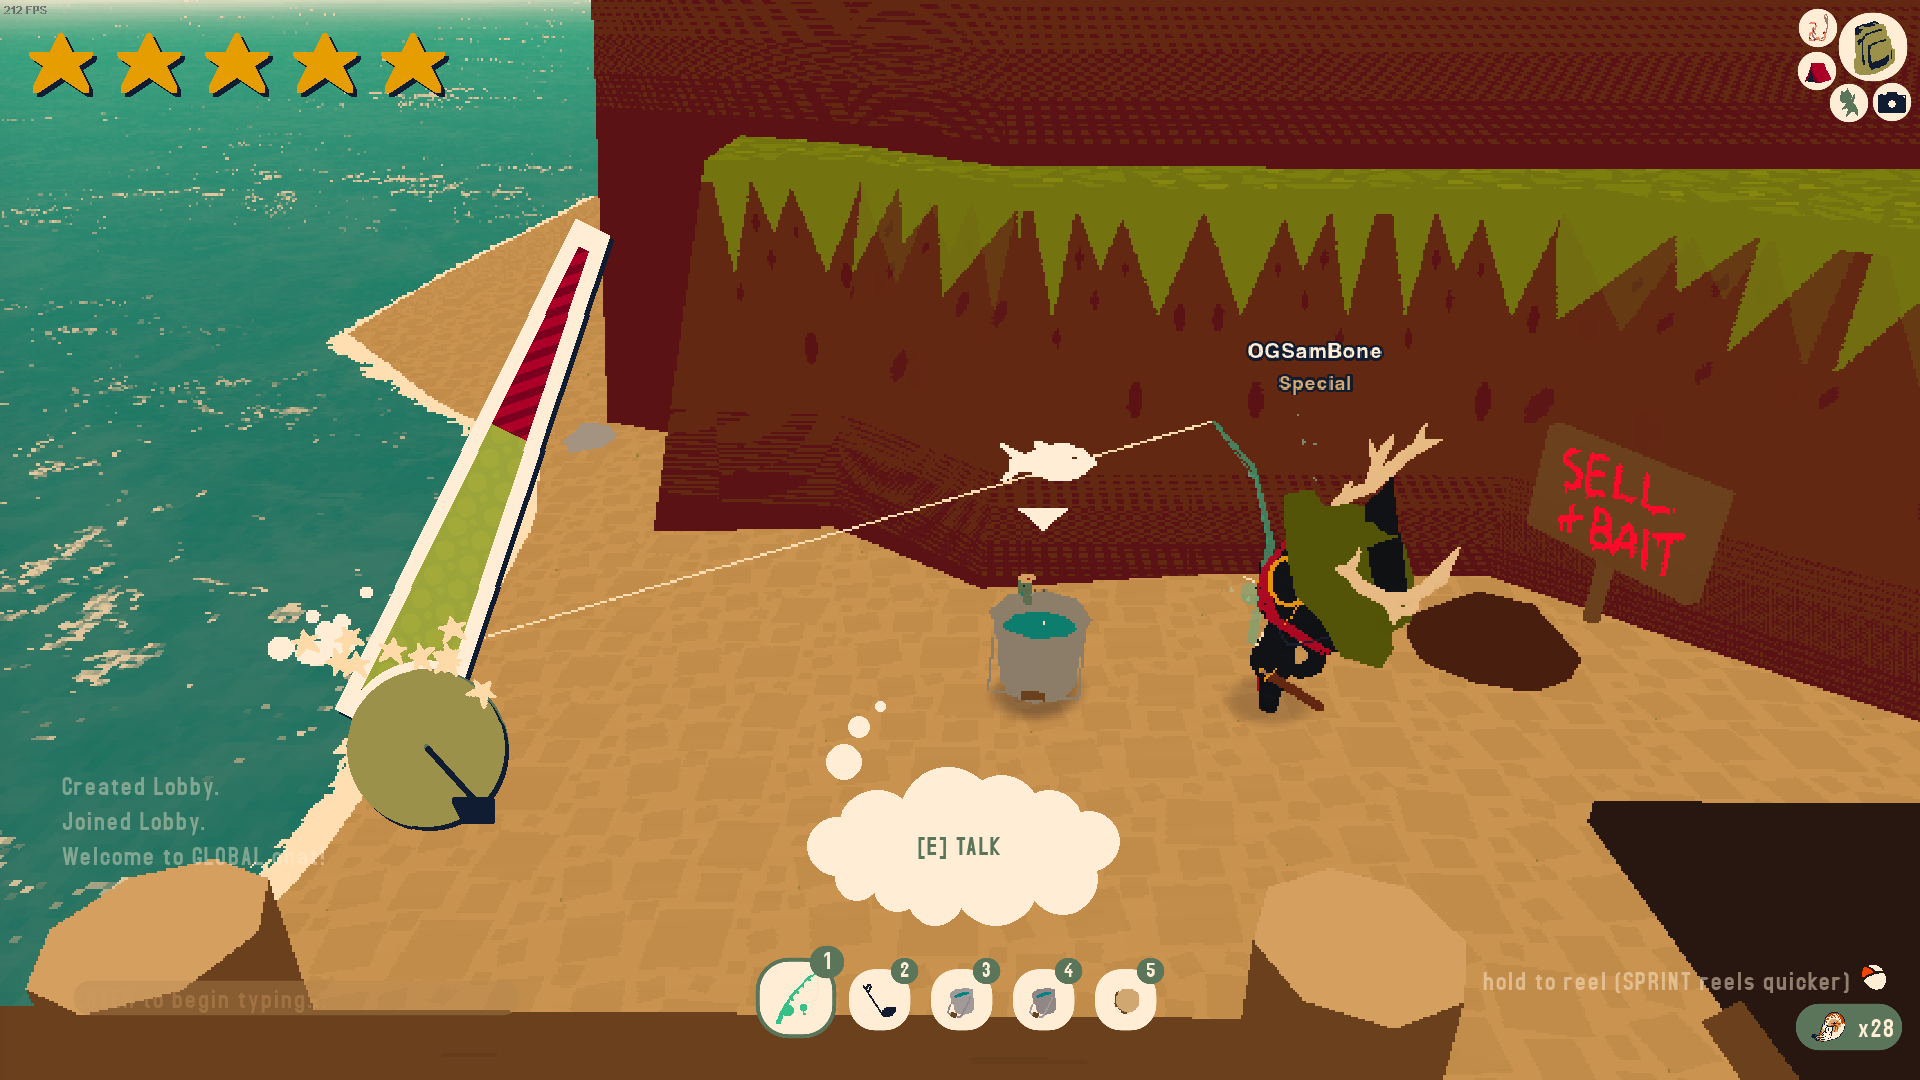 212 FPS
OGSamBone
Special
SELL
+BAIT
Created Lobby.
Joined Lobby.
Welcome to GLOBAL chat!
[E] TALK
to begin typing...
1
2
3
4
5
hold to reel (SPRINT reels quicker)
x28